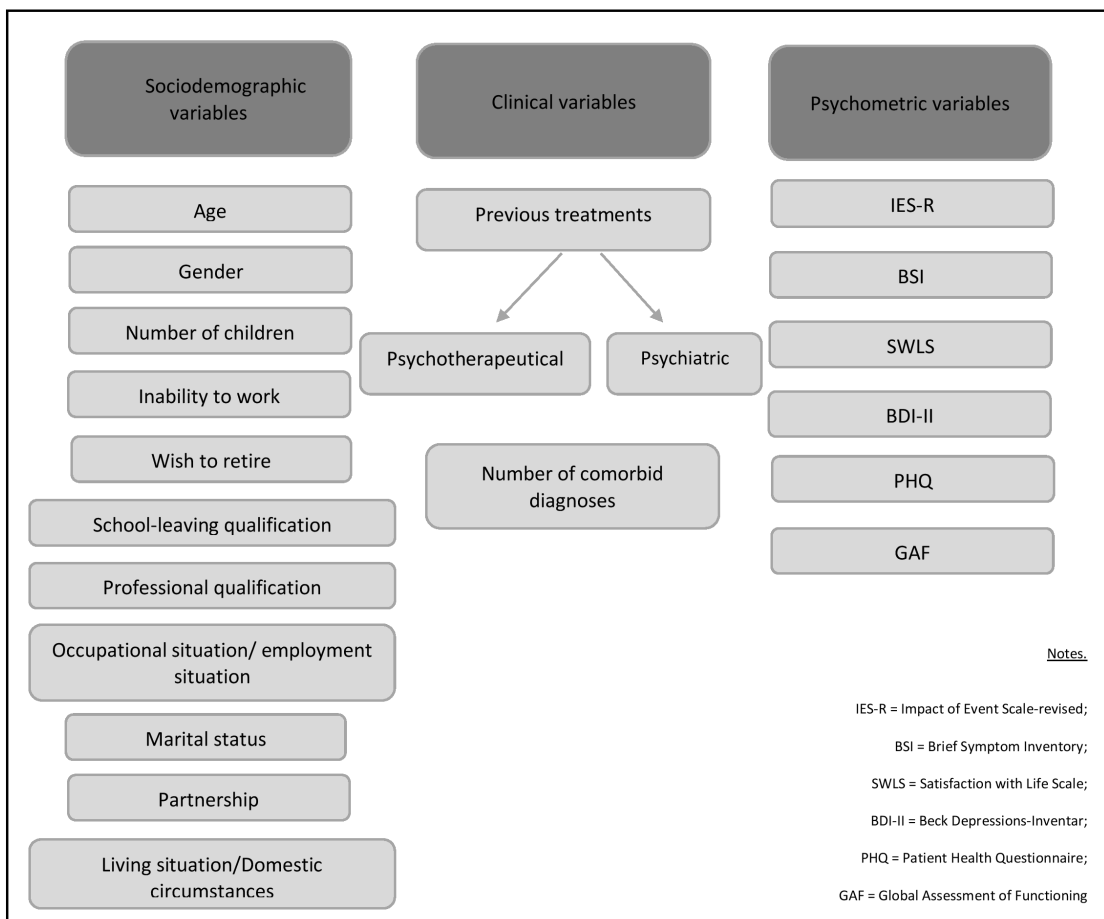 Sociodemographic
variables
Age
Gender
Number of children
Inability to work
Wish to retire
School-leaving qualification
Professional qualification
Occupational situation/ employment
situation
Marital status
Partnership
Living situation/Domestic
circumstances
Clinical variables
Previous treatments
Psychotherapeutical
Psychiatric
Number of comorbid
diagnoses
Psychometric variables
IES-R
BSI
SWLS
BDI-II
PHQ
GAF
Notes.
IES-R = Impact of Event Scale-revised;
BSI = Brief Symptom Inventory;
SWLS = Satisfaction with Life Scale;
BDI-II = Beck Depressions-Inventar;
PHQ = Patient Health Questionnaire;
GAF = Global Assessment of Functioning